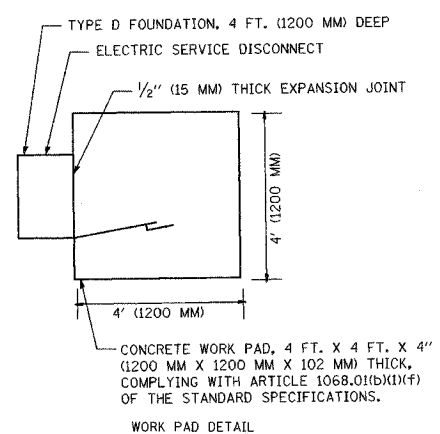 TYPE D FOUNDATION, 4 FT. (1200 MM) DEEP
ELECTRIC SERVICE DISCONNECT
1/2" (15 MM) THICK EXPANSION JOINT
4' (1200 MM)
4' (1200 MM)
CONCRETE WORK PAD, 4 FT. X 4 FT. X 4"
(1200 MM X 1200 MM X 102 MM) THICK,
COMPLYING WITH ARTICLE 1068.01(b)(1)(f)
OF THE STANDARD SPECIFICATIONS.
WORK PAD DETAIL